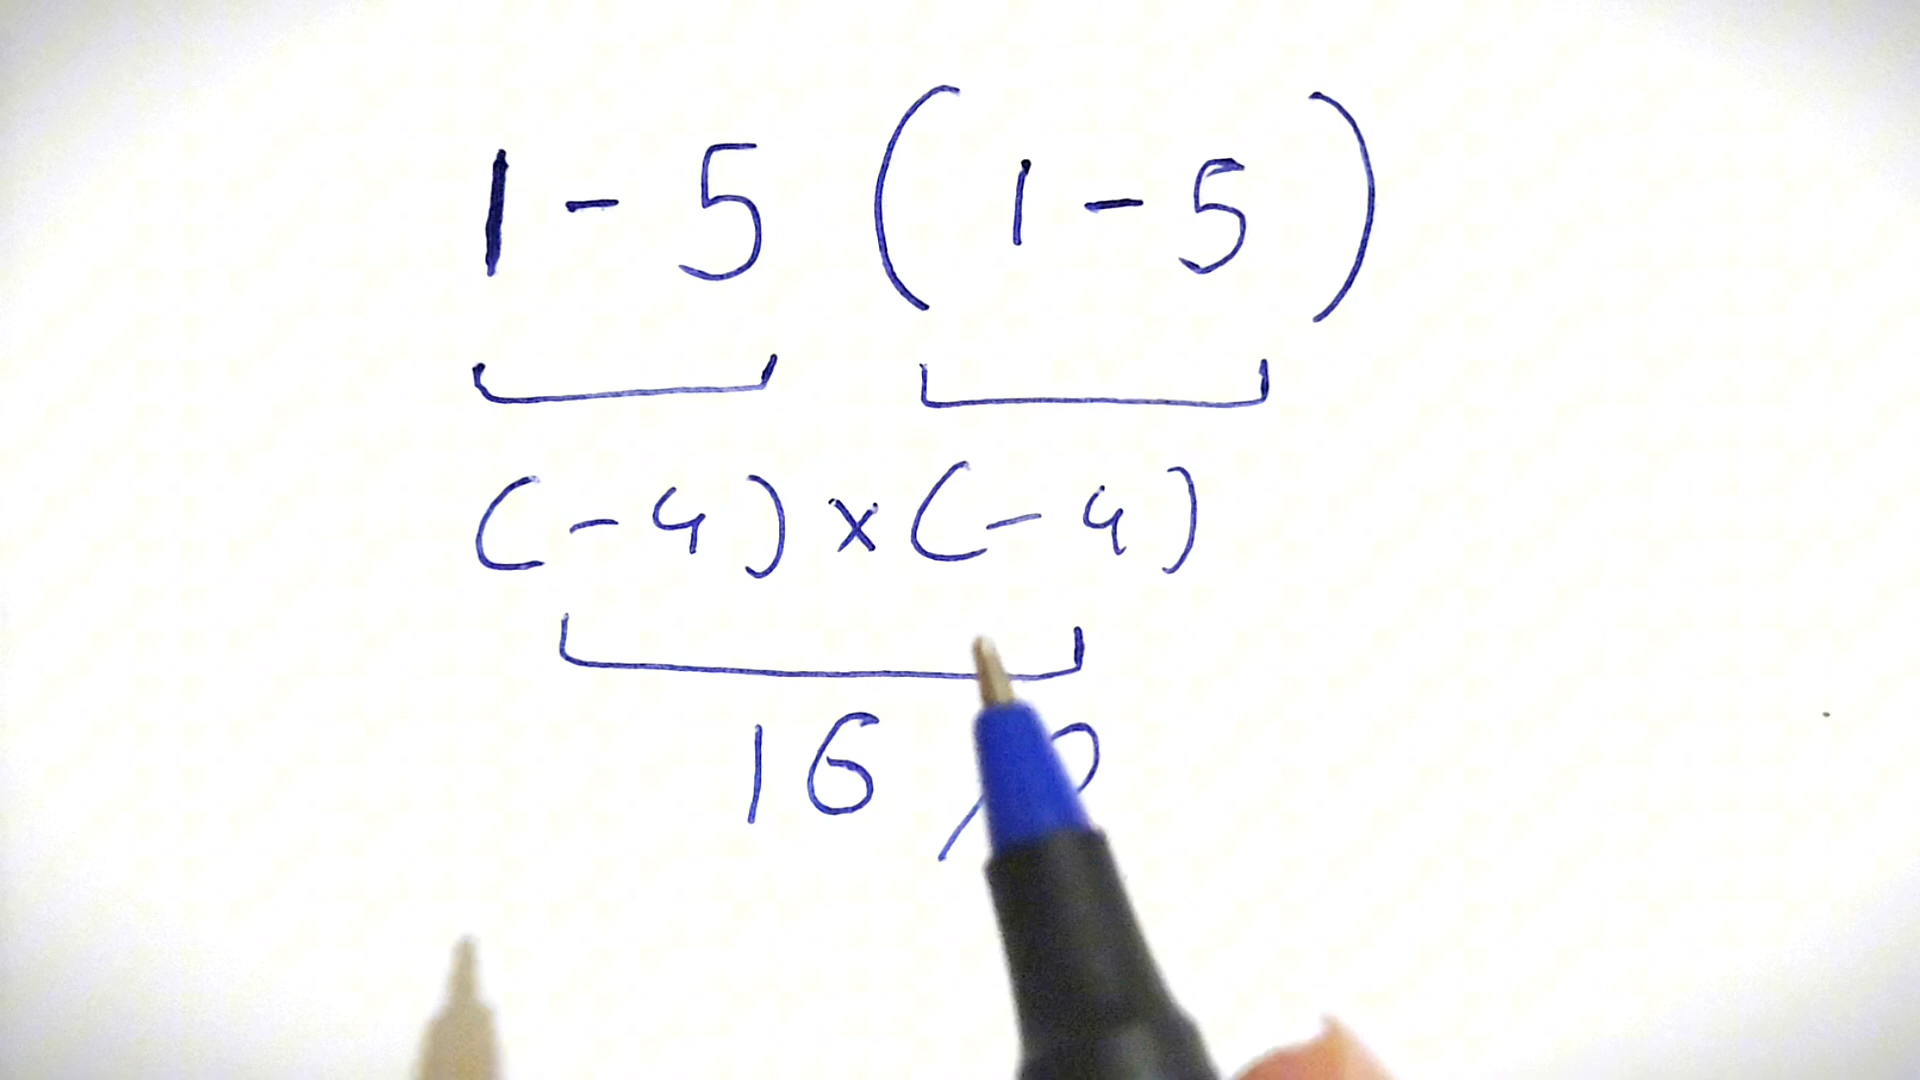 1 - 5 ( 1 - 5 )
(- 4) × (- 4)
16